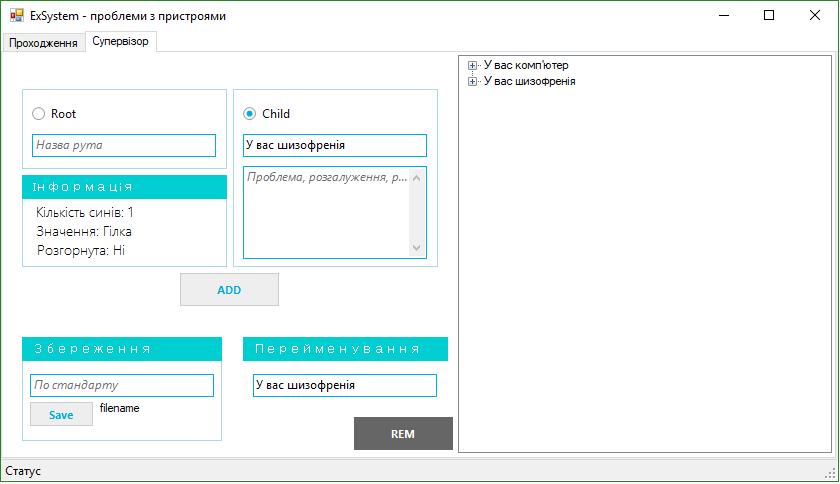 ExSystem - проблеми з пристроями
Проходження
Супервізор
Root
Назва рута
Інформація
Кількість синів: 1
Значення: Гілка
Розгорнута: Ні
Child
У вас шизофренія
Проблема, розгалуження, р...
ADD
Збереження
По стандарту
Save
filename
Перейменування
У вас шизофренія
REM
У вас комп'ютер
У вас шизофренія
Статус